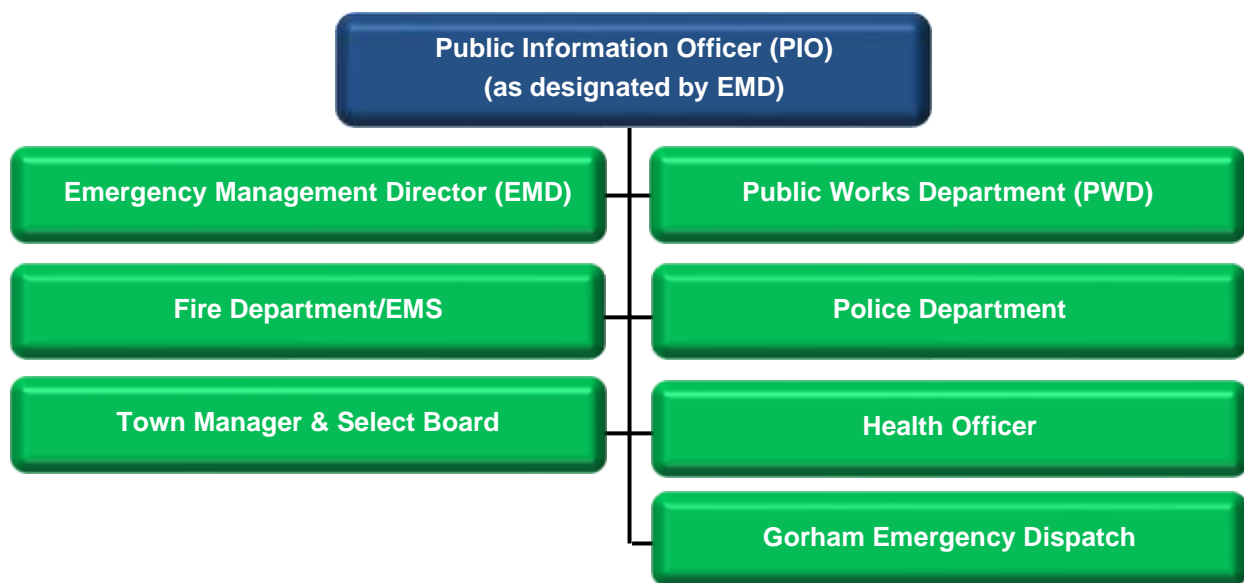 Public Information Officer (PIO)
(as designated by EMD)
Emergency Management Director (EMD)
Public Works Department (PWD)
Fire Department/EMS
Police Department
Town Manager & Select Board
Health Officer
Gorham Emergency Dispatch